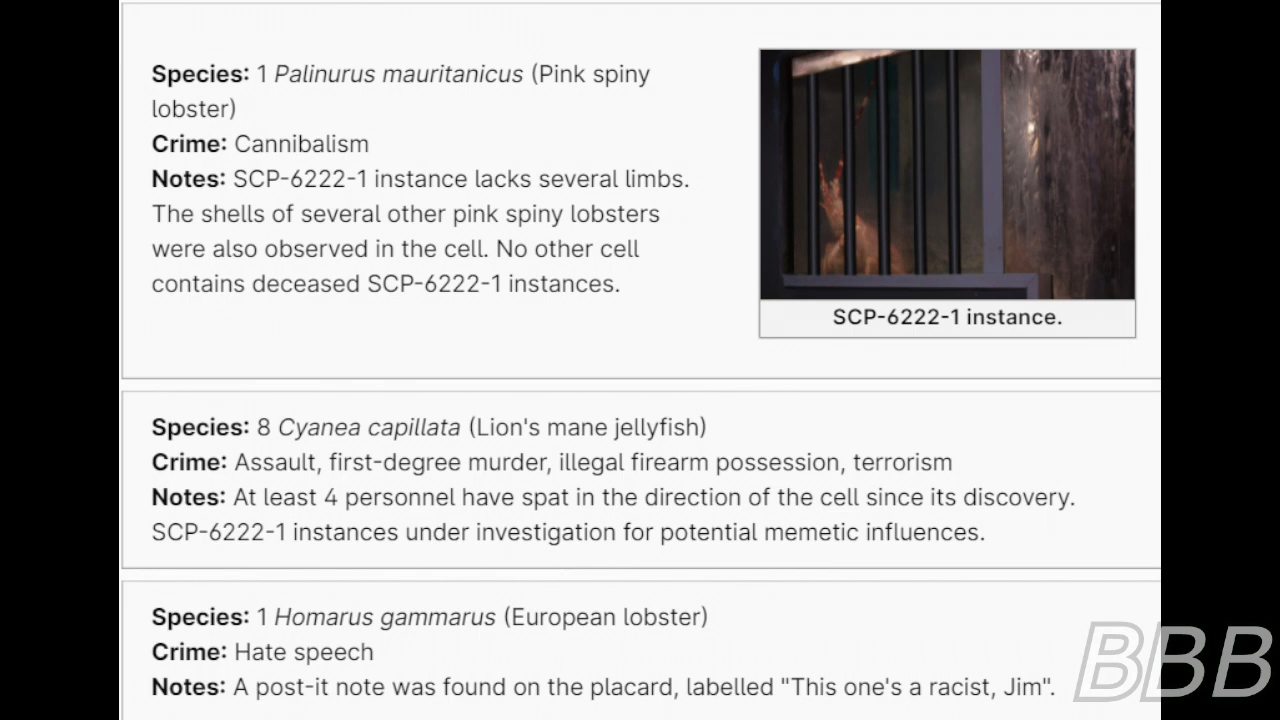 Species: 1 Palinurus mauritanicus (Pink spiny
lobster)
Crime: Cannibalism
Notes: SCP-6222-1 instance lacks several limbs.
The shells of several other pink spiny lobsters
were also observed in the cell. No other cell
contains deceased SCP-6222-1 instances.
SCP-6222-1 instance.
Species: 8 Cyanea capillata (Lion's mane jellyfish)
Crime: Assault, first-degree murder, illegal firearm possession, terrorism
Notes: At least 4 personnel have spat in the direction of the cell since its discovery.
SCP-6222-1 instances under investigation for potential memetic influences.
Species: 1 Homarus gammarus (European lobster)
Crime: Hate speech
Notes: A post-it note was found on the placard, labelled "This one's a racist, Jim".
BBB